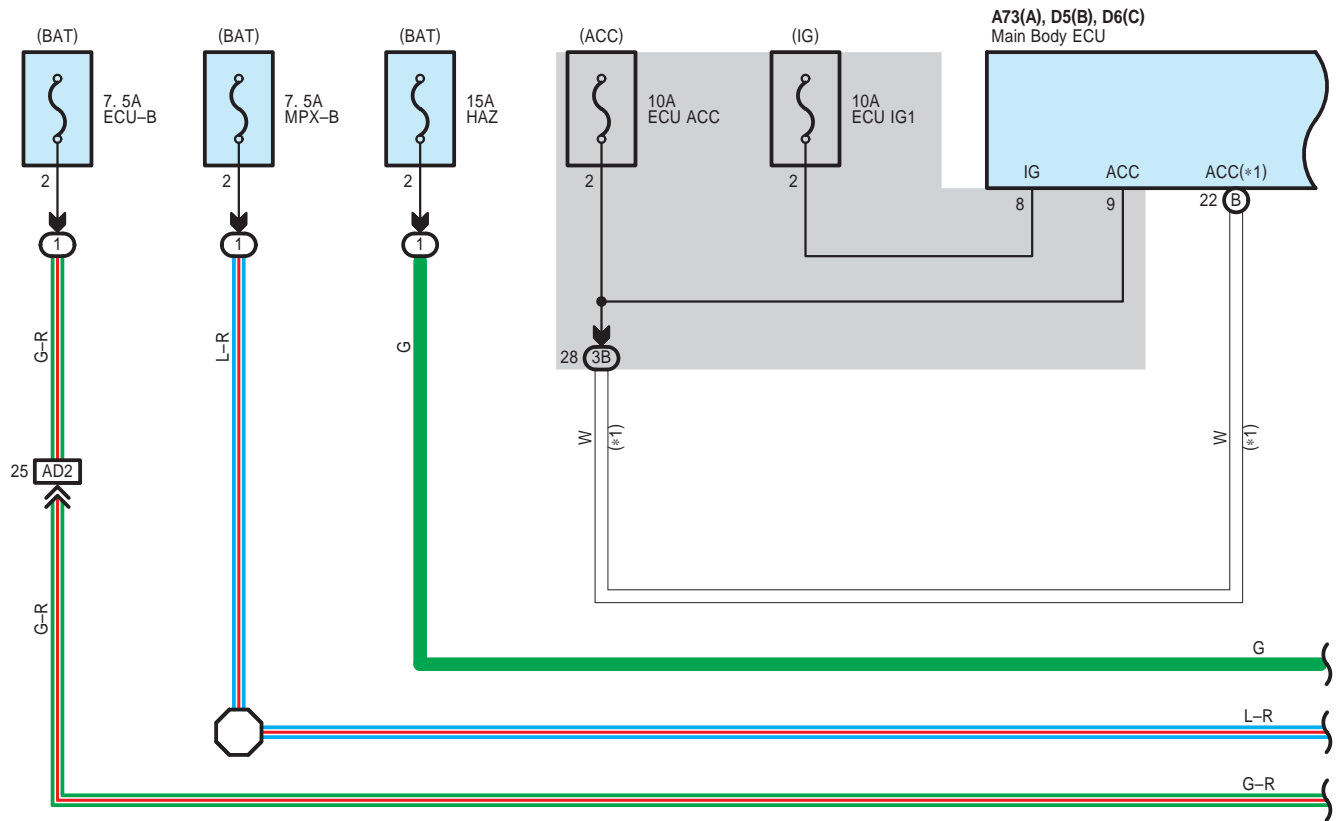 A73(A), D5(B), D6(C)
Main Body ECU
(BAT)
(BAT)
(BAT)
(ACC)
(IG)
7. 5A
ECU–B
7. 5A
MPX–B
15A
HAZ
10A
ECU ACC
10A
ECU IG1
IG
ACC
ACC(*1)
2
2
2
2
2
8
9
22
B
1
1
1
28
3B
G–R
L–R
G
W
(*1)
W
(*1)
25
AD2
G–R
G
L–R
G–R